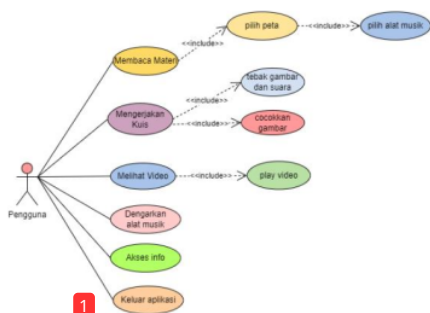 pilih peta
<<include>>
pilih alat musik
<<include>>
Membaca Materi
tebak gambar
dan suara
<<include>>
Mengerjakan
Kuis
cocokkan
gambar
<<include>>
Melihat Video
<<include>>
play video
Pengguna
Dengarkan
alat musik
Akses info
Keluar aplikasi
1